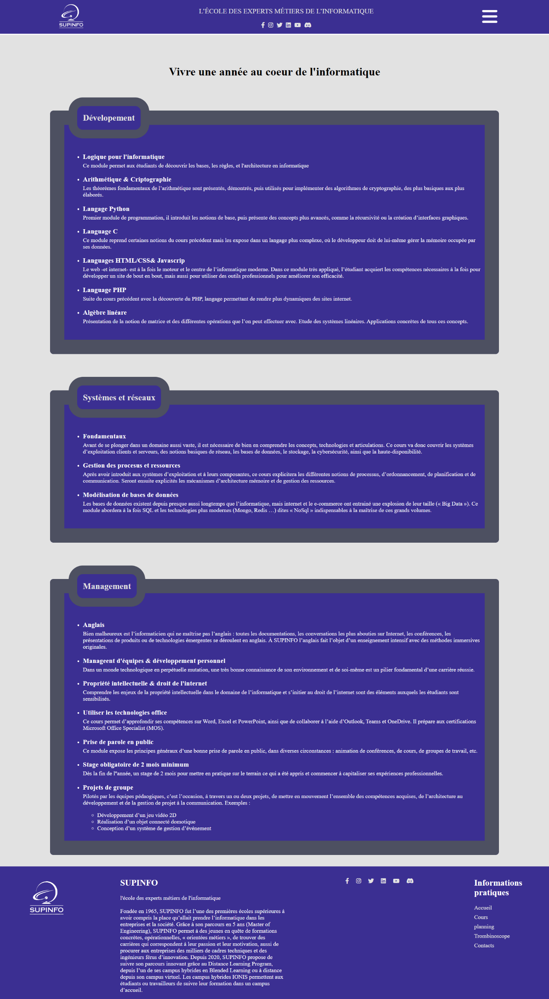 SUPINFO
L’ÉCOLE DES EXPERTS MÉTIERS DE L’INFORMATIQUE
Vivre une année au coeur de l'informatique
Dévelopement
Logique pour l'informatique
Ce module permet aux étudiants de découvrir les bases, les règles, et l'architecture en informatique
Arithmétique & Criptographie
Les théorèmes fondamentaux de l’arithmétique sont présentés, démontrés, puis utilisés pour implémenter des algorithmes de cryptographie, des plus basiques aux plus
élaborés.
Langage Python
Premier module de programmation, il introduit les notions de base, puis présente des concepts plus avancés, comme la récursivité ou la création d’interfaces graphiques.
Language C
Ce module reprend certaines notions du cours précédent mais les expose dans un langage plus complexe, où le développeur doit de lui-même gérer la mémoire occupée par
ses données.
Languages HTML/CSS& Javascrip
Le web -et internet- est à la fois le moteur et le centre de l’informatique moderne. Dans ce module très appliqué, l’étudiant acquiert les compétences nécessaires à la fois pour
développer un site de bout en bout, mais aussi pour utiliser des outils professionnels pour améliorer son efficacité.
Language PHP
Suite du cours précédent avec la découverte du PHP, langage permettant de rendre plus dynamiques des sites internet.
Algèbre linéare
Présentation de la notion de matrice et des différentes opérations que l’on peut effectuer avec. Etude des systèmes linéaires. Applications concrètes de tous ces concepts.
Systèmes et réseaux
Fondamentaux
Avant de se plonger dans un domaine aussi vaste, il est nécessaire de bien en comprendre les concepts, technologies et articulations. Ce cours va donc couvrir les systèmes
d’exploitation clients et serveurs, des notions basiques de réseau, les bases de données, le stockage, la cybersécurité, ainsi que la haute-disponibilité.
Gestion des procesus et ressources
Après avoir introduit aux systèmes d’exploitation et à leurs composantes, ce cours explicitera les différentes notions de processus, d’ordonnancement, de planification et de
communication. Seront ensuite explicités les mécanismes d’architecture mémoire et de gestion des ressources.
Modélisation de bases de données
Les bases de données existent depuis presque aussi longtemps que l’informatique, mais internet et le e-commerce ont entrainé une explosion de leur taille (« Big Data »). Ce
module abordera à la fois SQL et les technologies plus modernes (Mongo, Redis …) dites « NoSql » indispensables à la maîtrise de ces grands volumes.
Management
Anglais
Bien malheureux est l’informaticien qui ne maîtrise pas l’anglais : toutes les documentations, les conversations les plus abouties sur Internet, les conférences, les
présentations de produits ou de technologies émergentes se déroulent en anglais. À SUPINFO l’anglais fait l’objet d’un enseignement intensif avec des méthodes immersives
originales.
Manageent d'équipes & développement personnel
Dans un monde technologique en perpétuelle mutation, une très bonne connaissance de son environnement et de soi-même est un pilier fondamental d’une carrière réussie.
Propriété intellectuelle & droit de l'internet
Comprendre les enjeux de la propriété intellectuelle dans le domaine de l’informatique et s’initier au droit de l’internet sont des éléments auxquels les étudiants sont
sensibilisés.
Utiliser les technologies office
Ce cours permet d’approfondir ses compétences sur Word, Excel et PowerPoint, ainsi que de collaborer à l’aide d’Outlook, Teams et OneDrive. Il prépare aux certifications
Microsoft Office Specialist (MOS).
Prise de parole en public
Ce module expose les principes généraux d’une bonne prise de parole en public, dans diverses circonstances : animation de conférences, de cours, de groupes de travail, etc.
Stage obligatoire de 2 mois minimum
Dès la fin de l''année, un stage de 2 mois pour mettre en pratique sur le terrain ce qui a été appris et commencer à capitaliser ses expériences professionnelles.
Projets de groupe
Pilotés par les équipes pédagogiques, c’est l’occasion, à travers un ou deux projets, de mettre en mouvement l’ensemble des compétences acquises, de l’architecture au
développement et de la gestion de projet à la communication. Exemples :
Développement d’un jeu vidéo 2D
Réalisation d’un objet connecté domotique
Conception d’un système de gestion d’événement
SUPINFO
SUPINFO
l'école des experts métiers de l'informatique
Fondée en 1965, SUPINFO fut l’une des premières écoles supérieures à
avoir compris la place qu’allait prendre l’informatique dans les
entreprises et la société. Grâce à son parcours en 5 ans (Master of
Engineering), SUPINFO permet à des jeunes en quête de formations
concrètes, opérationnelles, « orientées métiers », de trouver des
carrières qui correspondent à leur passion et leur motivation, aussi de
procurer aux entreprises des milliers de cadres techniques et des
ingénieurs férus d’innovation. Depuis 2020, SUPINFO propose de
suivre son parcours innovant grâce au Distance Learning Program,
depuis l’un de ses campus hybrides en Blended Learning ou à distance
depuis son campus virtuel. Les campus hybrides IONIS permettent aux
étudiants ou travailleurs de suivre leur formation dans un campus
d’accueil.
Informations
pratiques
Accueil
Cours
planning
Trombinoscope
Contacts